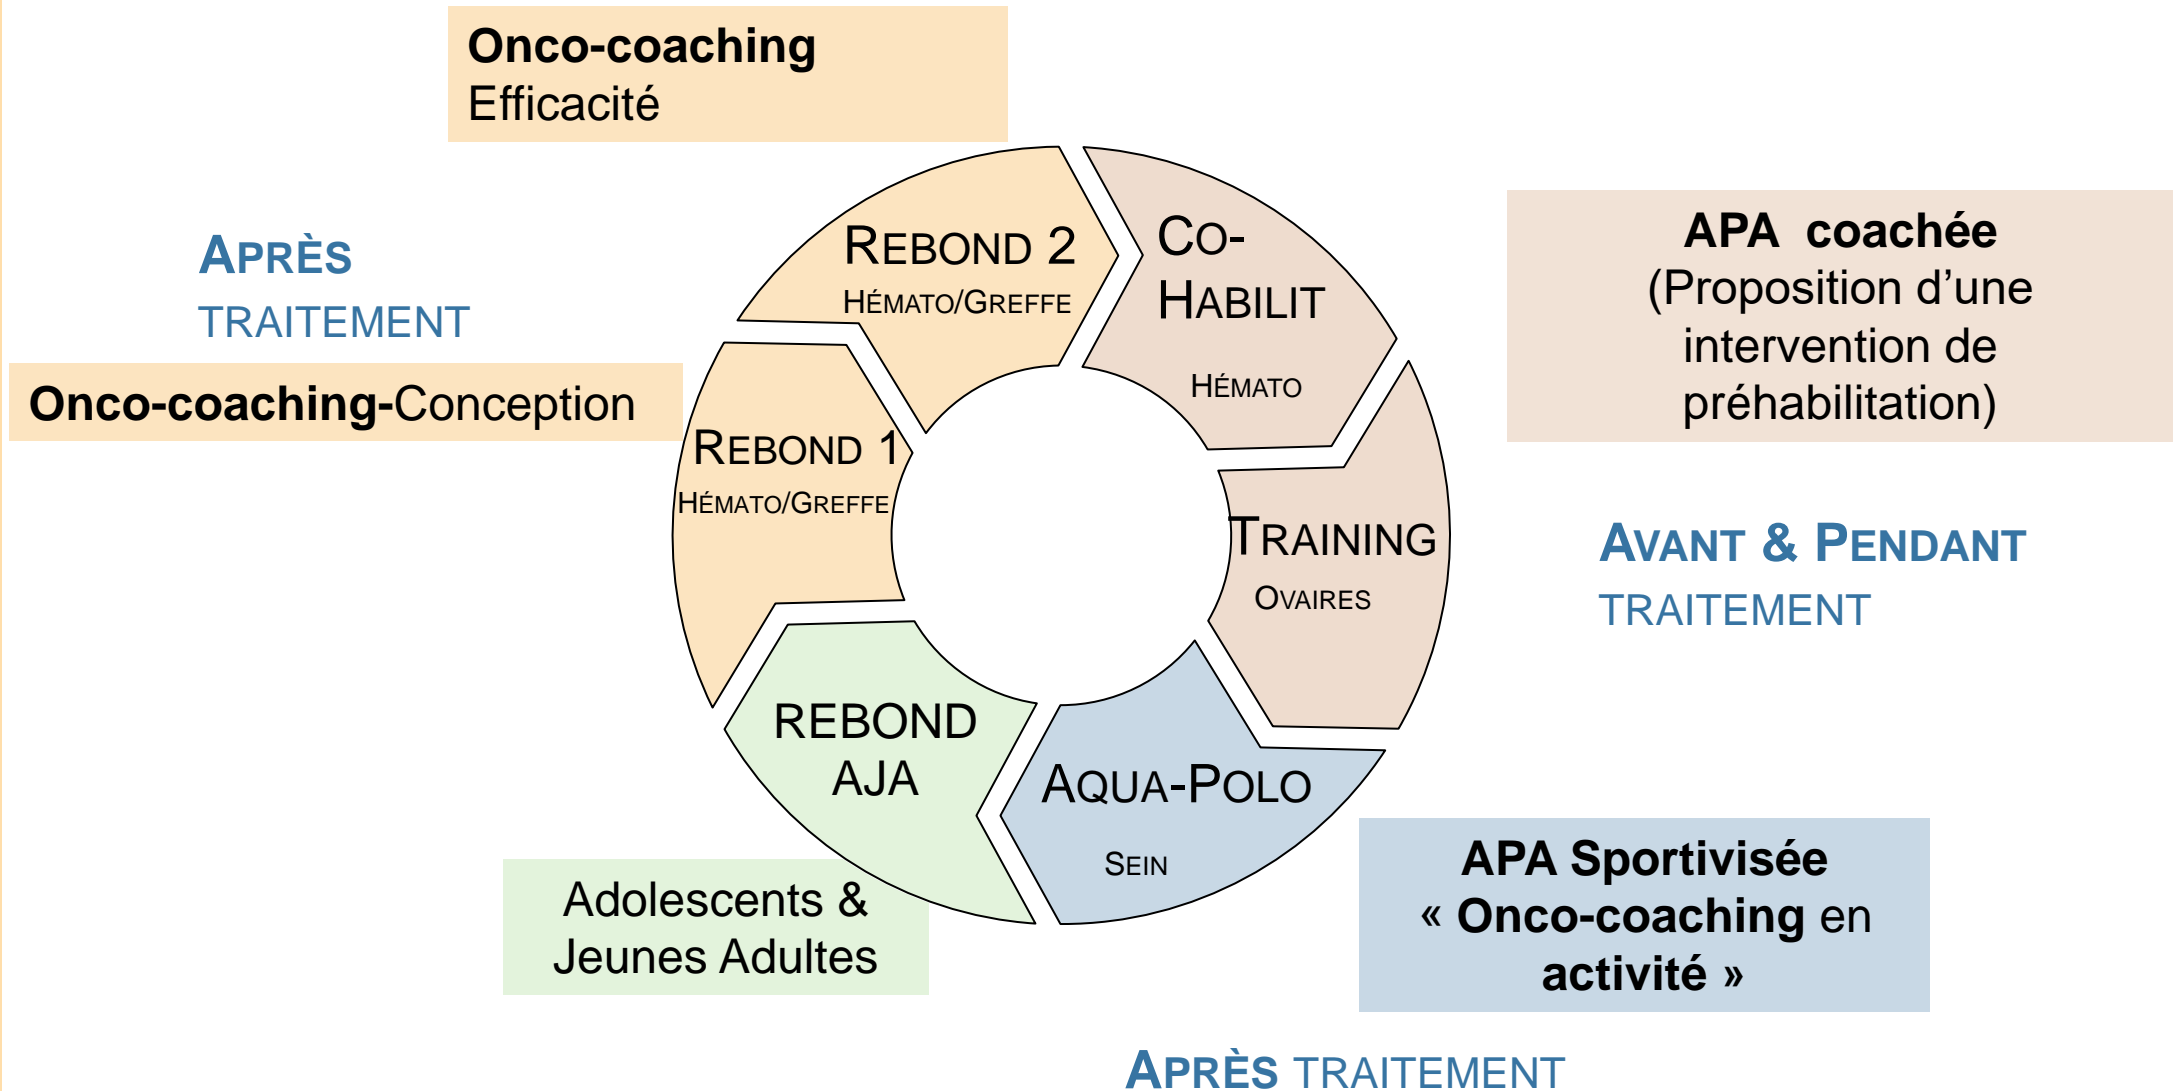 Onco-coaching
Efficacité
APRÈS
TRAITEMENT
Onco-coaching-Conception
REBOND 2
HÉMATO/GREFFE
CO-
HABILIT
HÉMATO
APA coachée
(Proposition d’une
intervention de
préhabilitation)
REBOND 1
HÉMATO/GREFFE
TRAINING
OVAIRES
AVANT & PENDANT
TRAITEMENT
REBOND
AJA
AQUA-POLO
SEIN
Adolescents &
Jeunes Adultes
APA Sportivisée
« Onco-coaching en
activité »
APRÈS TRAITEMENT